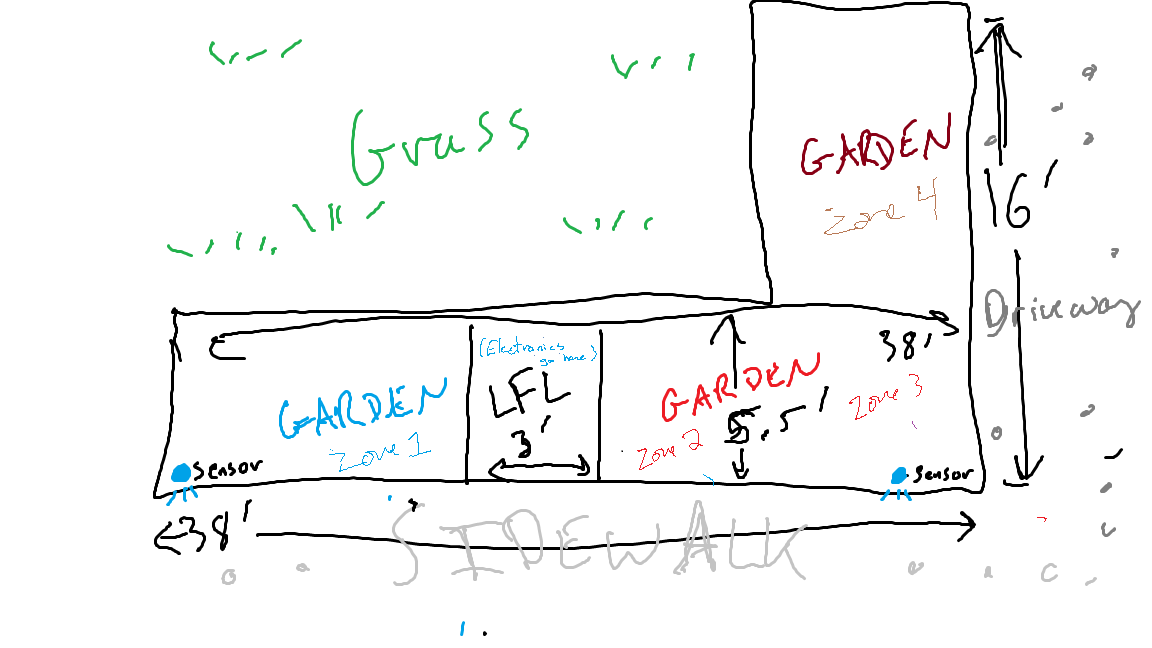 Grass
GARDEN
zone 4
16'
Driveway
38'
(Electronics
go here)
LFL
3'
GARDEN
zone 1
GARDEN
zone 2
5.5'
zone 3
sensor
sensor
38'
SIDEWALK